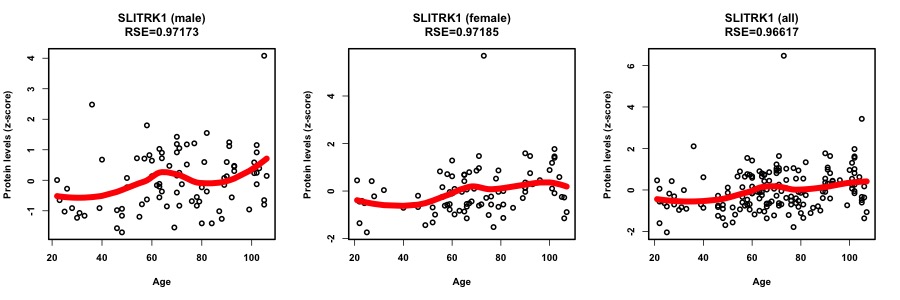 SLITRK1 (male)
RSE=0.97173
Protein levels (z-score)
4
3
2
1
0
-1
20 40 60 80 100
Age
SLITRK1 (female)
RSE=0.97185
Protein levels (z-score)
4
2
0
-2
20 40 60 80 100
Age
SLITRK1 (all)
RSE=0.96617
Protein levels (z-score)
6
4
2
0
-2
20 40 60 80 100
Age